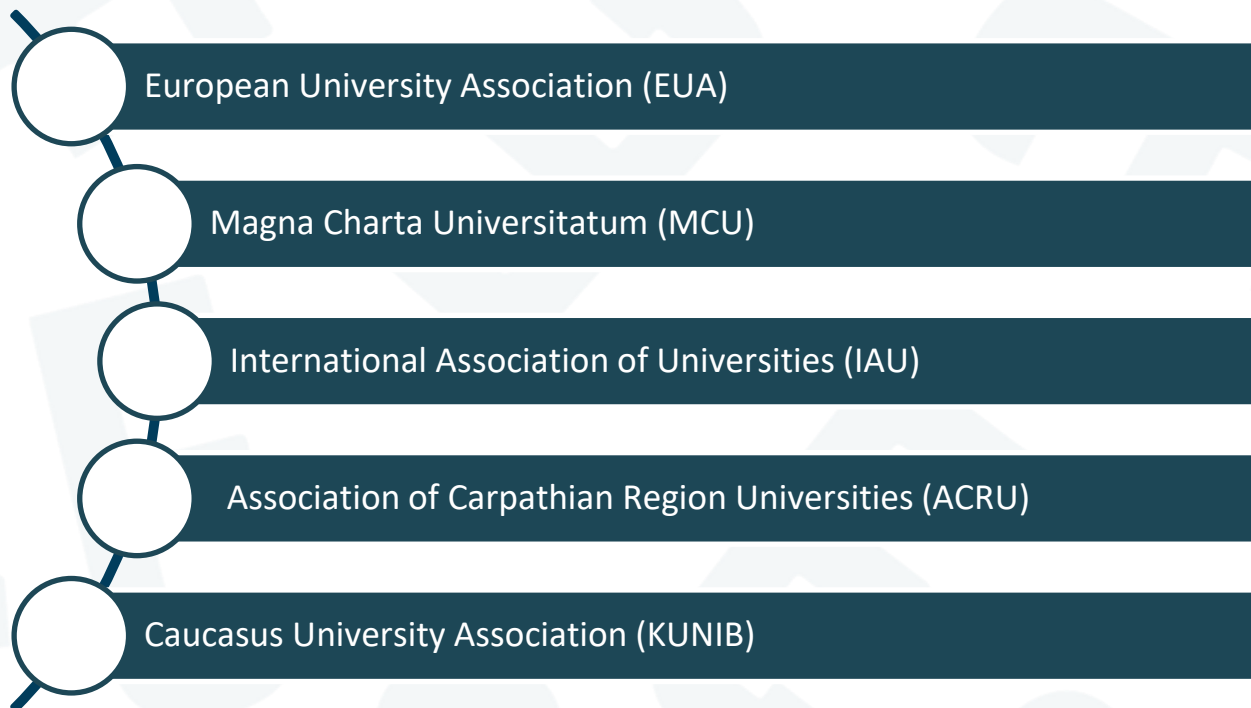 European University Association (EUA)
Magna Charta Universitatum (MCU)
International Association of Universities (IAU)
Association of Carpathian Region Universities (ACRU)
Caucasus University Association (KUNIB)